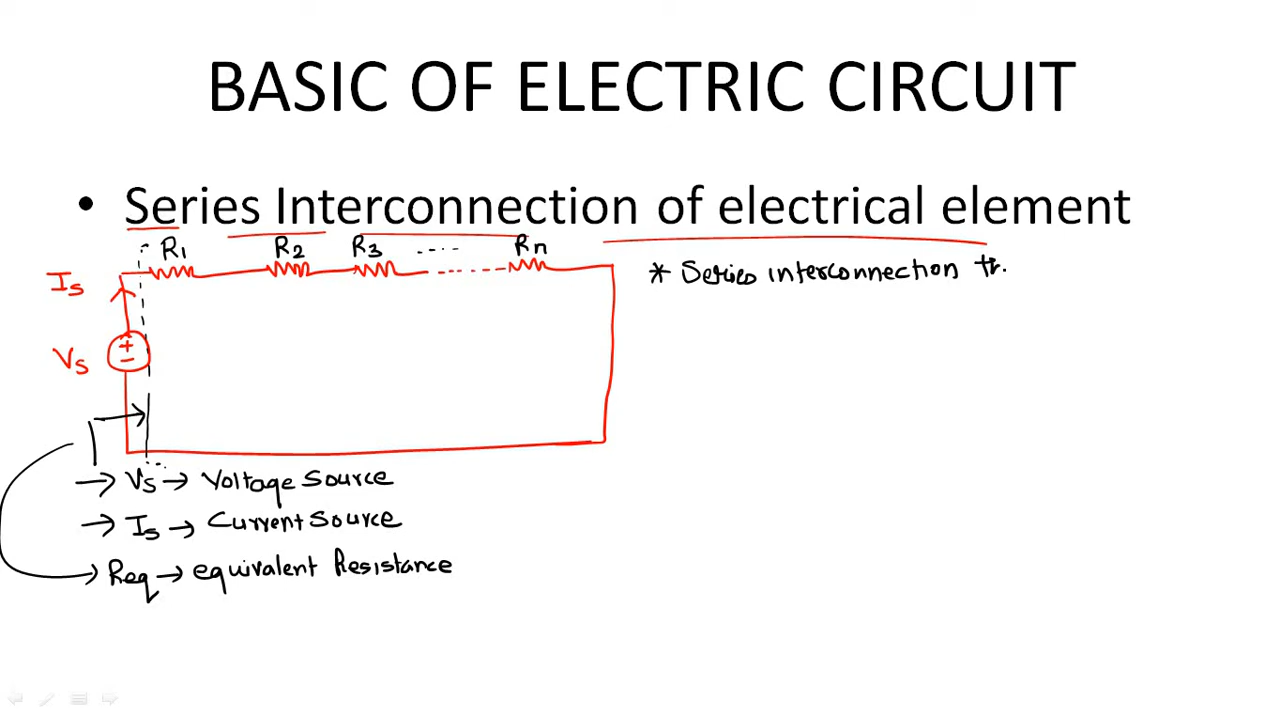 BASIC OF ELECTRIC CIRCUIT
• Series Interconnection of electrical element
R1 R2 R3 .... Rn
Is
* Series interconnection
+
Vs
-
→ Vs → Voltage Source
→ Is → Current Source
Req → equivalent Resistance